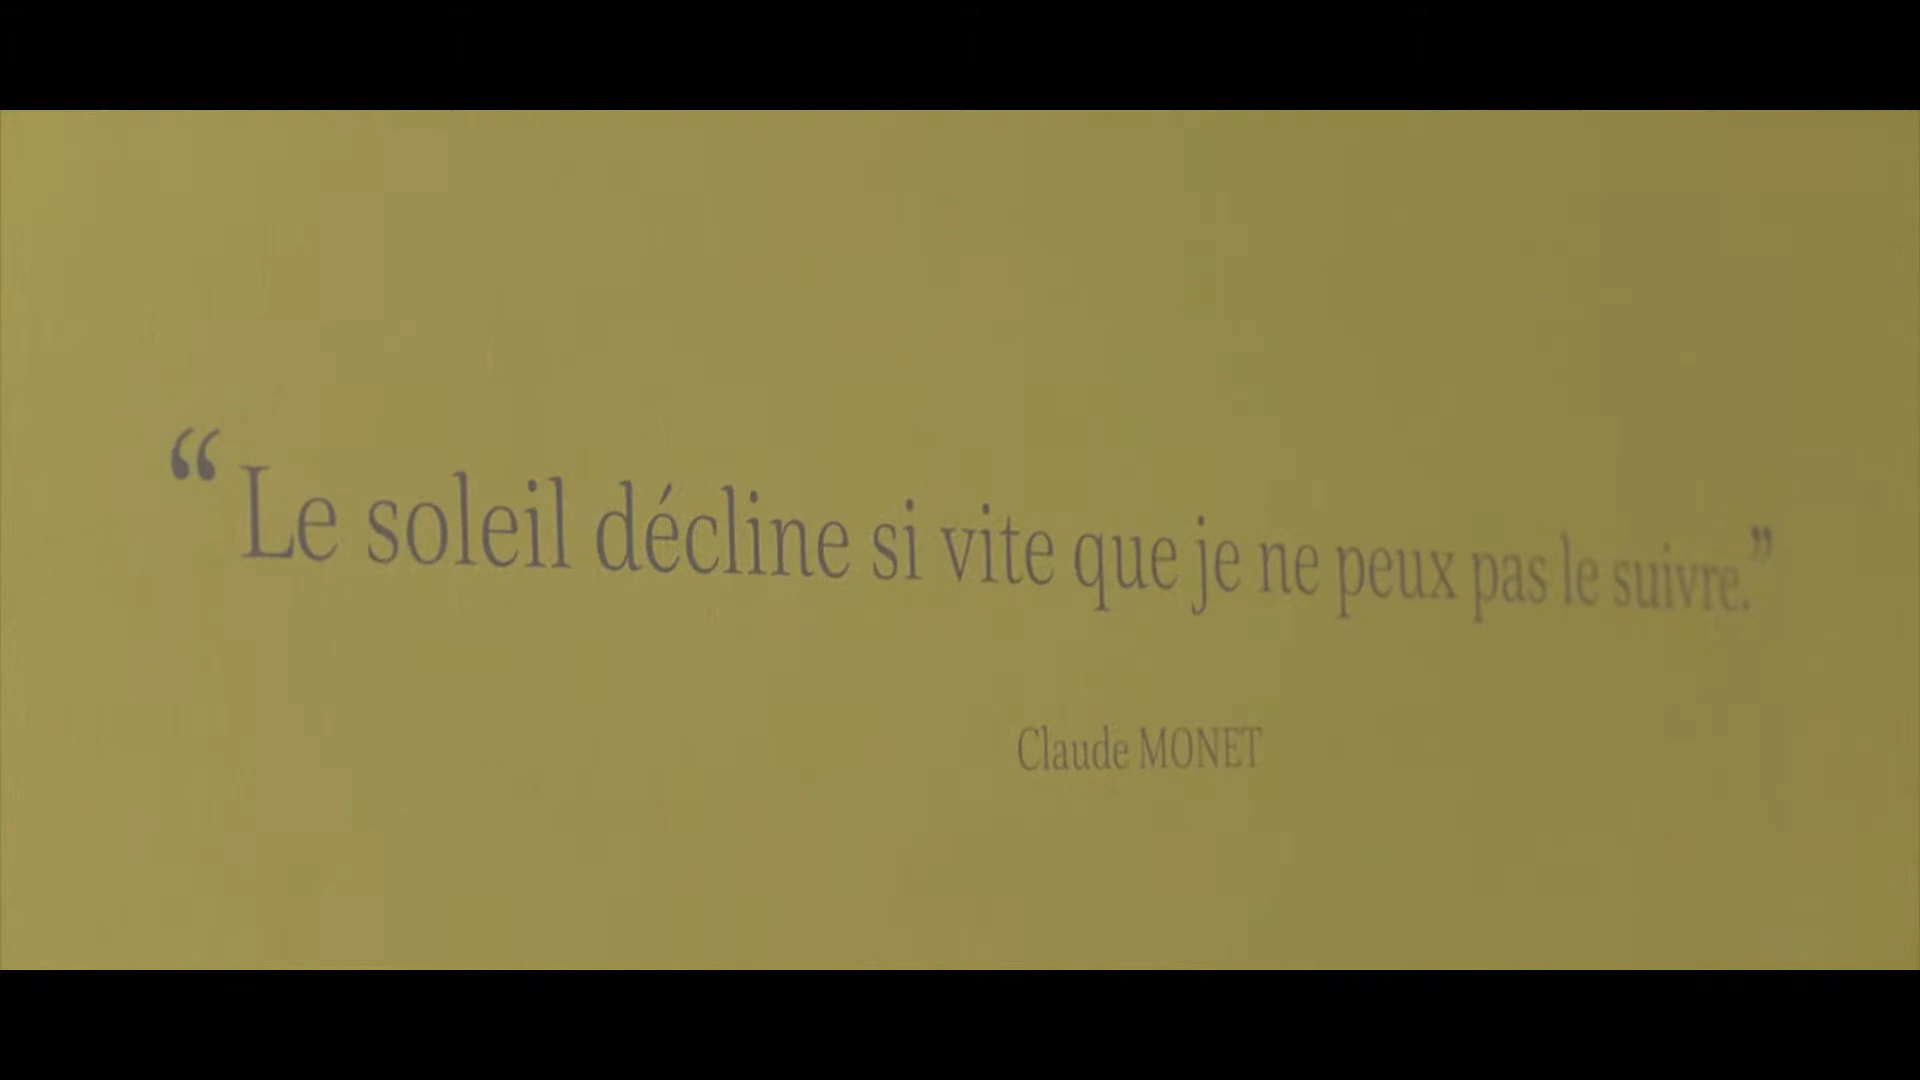 “Le soleil décline si vite que je ne peux pas le suivre.”
Claude MONET